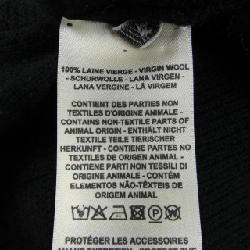 100% LAINE VIERGE - VIRGIN WOOL
- SCHURWOLLE - LANA VIRGEN -
LANA VERGINE - LÃ VIRGEM
CONTIENT DES PARTIES NON
TEXTILES D'ORIGINE ANIMALE -
CONTAINS NON-TEXTILE PARTS OF
ANIMAL ORIGIN - ENTHÄLT NICHT
TEXTILE TEILE TIERISCHER
HERKUNFT - CONTIENE PARTES
NO TEXTILES DE ORIGEN ANIMAL -
CONTIENE PARTI NON TESSILI DI
ORIGINE ANIMALE - CONTÉM
ELEMENTOS NÃO-TÊXTEIS DE
ORIGEM ANIMAL
PROTÉGER LES ACCESSOIRES